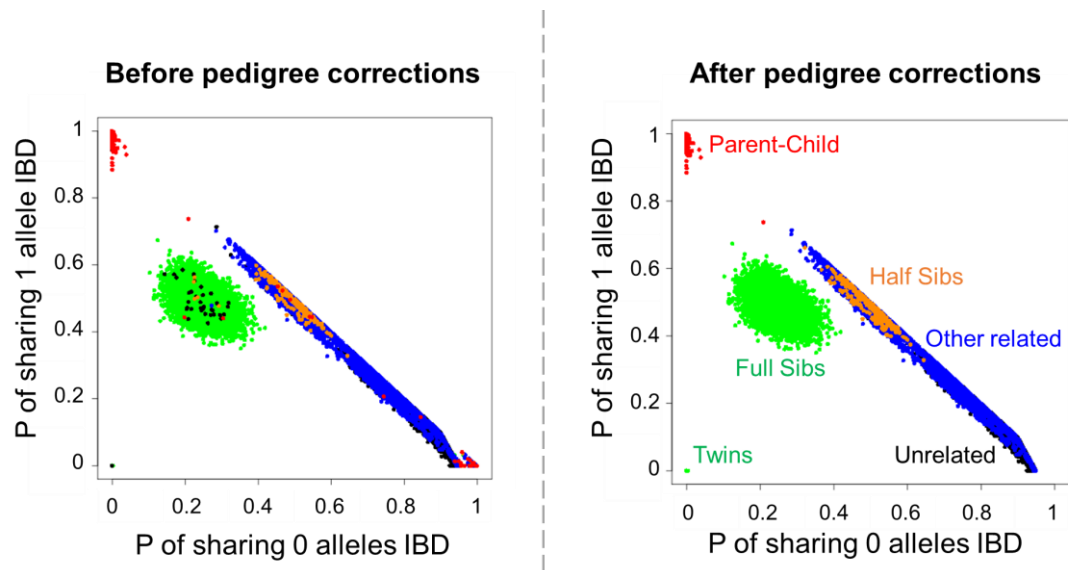 Before pedigree corrections
P of sharing 1 allele IBD
1
0.8
0.6
0.4
0.2
0
0 0.2 0.4 0.6 0.8 1
P of sharing 0 alleles IBD
After pedigree corrections
P of sharing 1 allele IBD
1
0.8
0.6
0.4
0.2
0
Parent-Child
Half Sibs
Other related
Full Sibs
Twins
Unrelated
0 0.2 0.4 0.6 0.8 1
P of sharing 0 alleles IBD